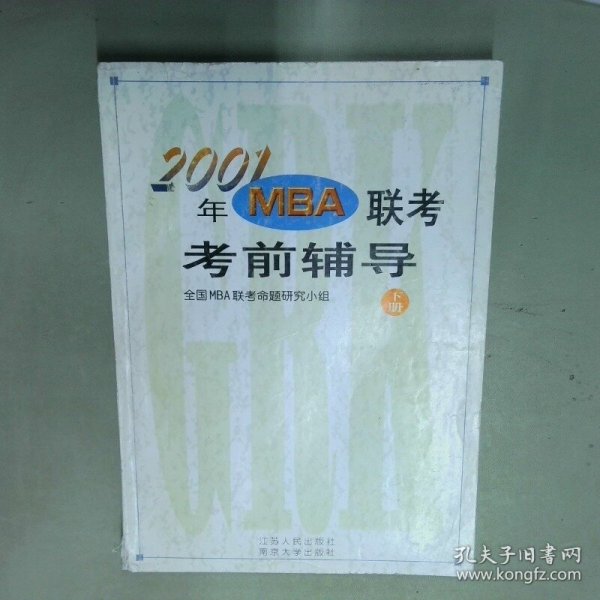 2001
年 MBA 联考
考前辅导
全国MBA联考命题研究小组
下册
江苏人民出版社
南京大学出版社
孔夫子旧书网
www.kongfz.com